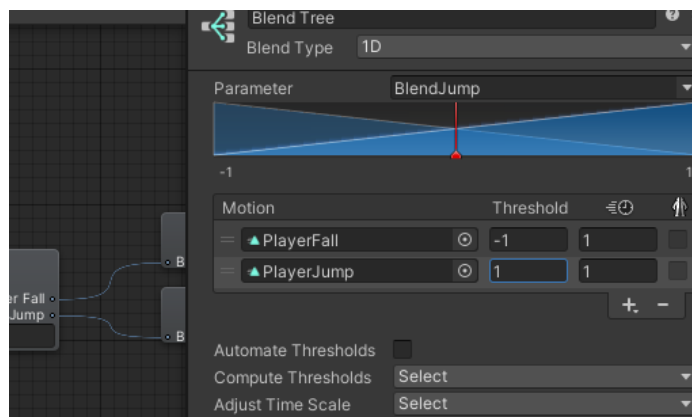 Blend Tree
Blend Type 1D
Parameter BlendJump
-1 1
Motion Threshold
PlayerFall -1 1
PlayerJump 1 1
B
er Fall
Jump
B
Automate Thresholds
Compute Thresholds Select
Adjust Time Scale Select